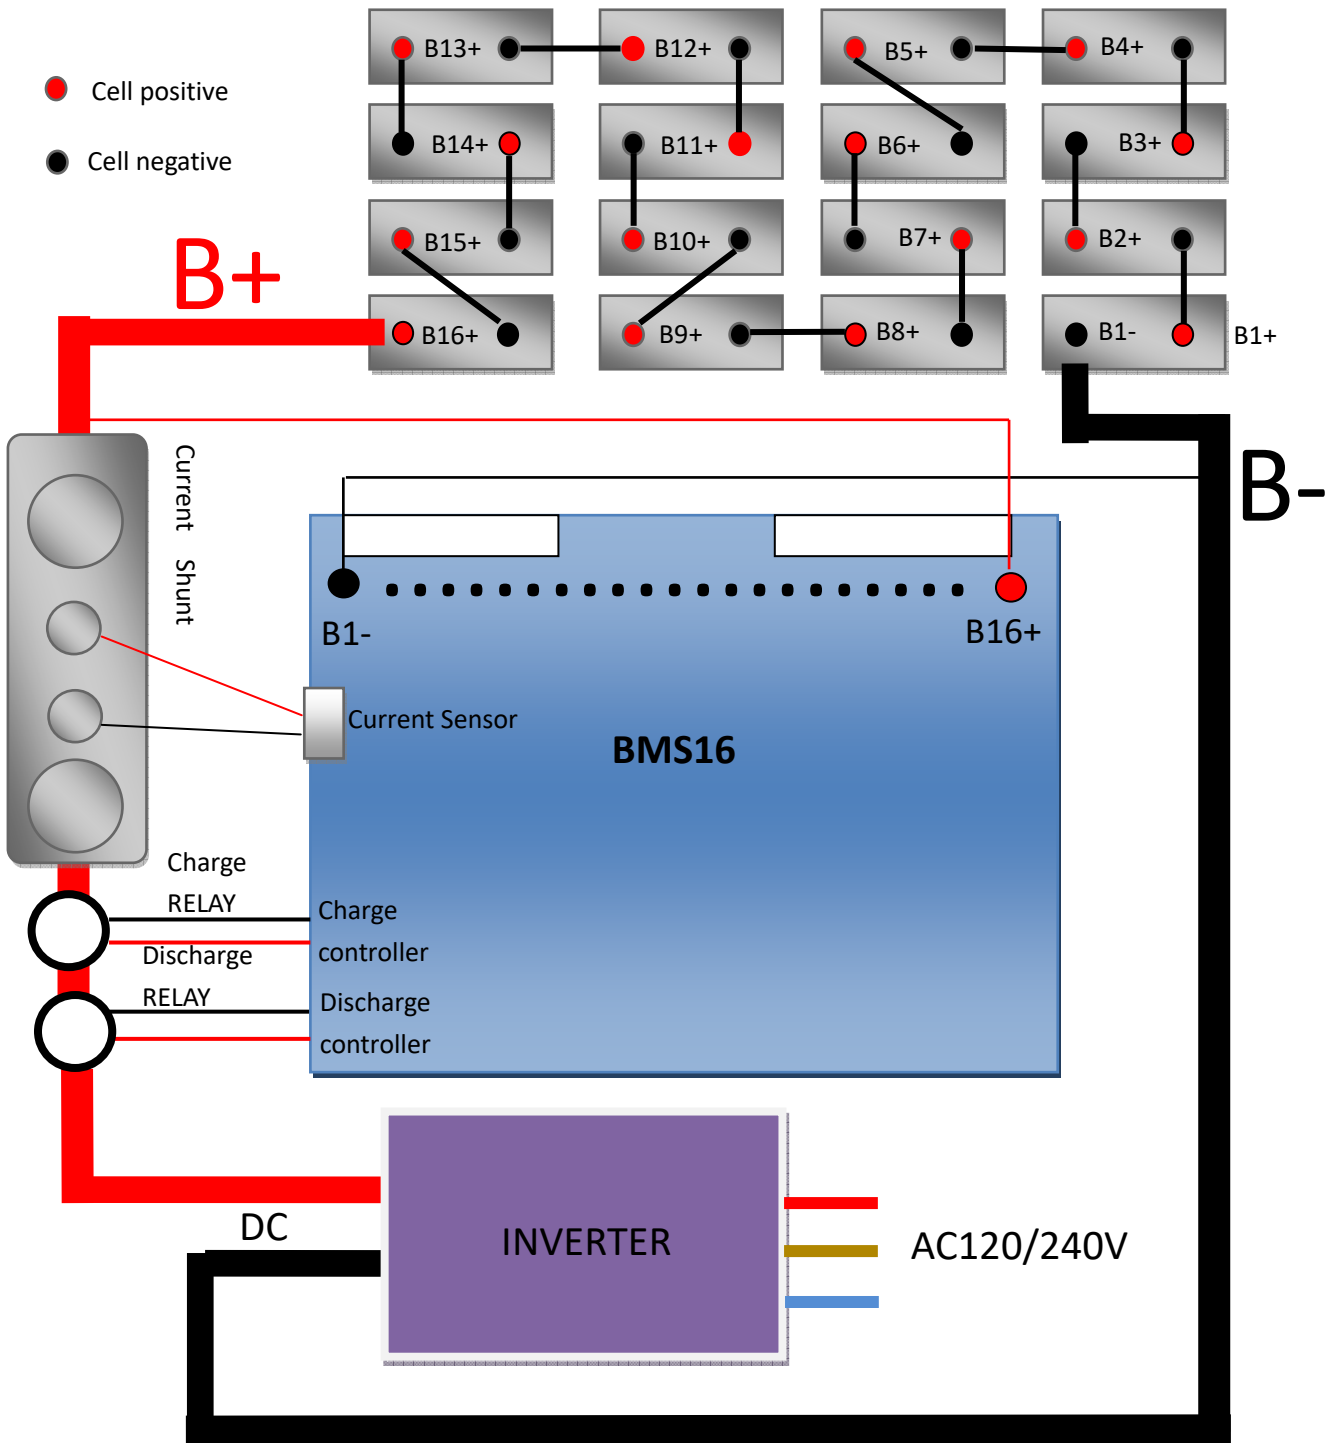 B13+
B12+
B5+
B4+
Cell positive
B14+
B11+
B6+
B3+
Cell negative
B15+
B10+
B7+
B2+
B+
B16+
B9+
B8+
B1-
B1+
Current Shunt
B-
B1-
B16+
Current Sensor
BMS16
Charge
RELAY
Charge
controller
Discharge
RELAY
Discharge
controller
DC
INVERTER
AC120/240V